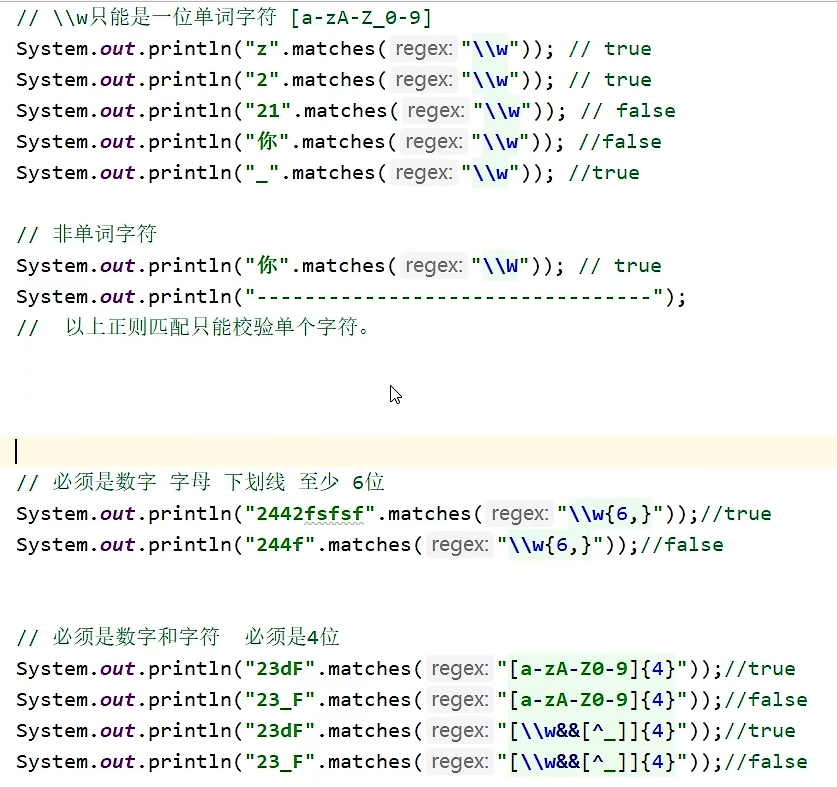 // \\w只能是一位单词字符 [a-zA-Z_0-9]
System.out.println("z".matches( regex: "\\w")); // true
System.out.println("2".matches( regex: "\\w")); // true
System.out.println("21".matches( regex: "\\w")); // false
System.out.println("你".matches( regex: "\\w")); //false
System.out.println("_".matches( regex: "\\w")); //true
// 非单词字符
System.out.println("你".matches( regex: "\\W")); // true
System.out.println("---------------------------------");
// 以上正则匹配只能校验单个字符。
// 必须是数字 字母 下划线 至少 6位
System.out.println("2442fsfsf".matches( regex: "\\w{6,}"));//true
System.out.println("244f".matches( regex: "\\w{6,}"));//false
// 必须是数字和字符 必须是4位
System.out.println("23dF".matches( regex: "[a-zA-Z0-9]{4}"));//true
System.out.println("23_F".matches( regex: "[a-zA-Z0-9]{4}"));//false
System.out.println("23dF".matches( regex: "[\\w&&[^_]]{4}"));//true
System.out.println("23_F".matches( regex: "[\\w&&[^_]]{4}"));//false